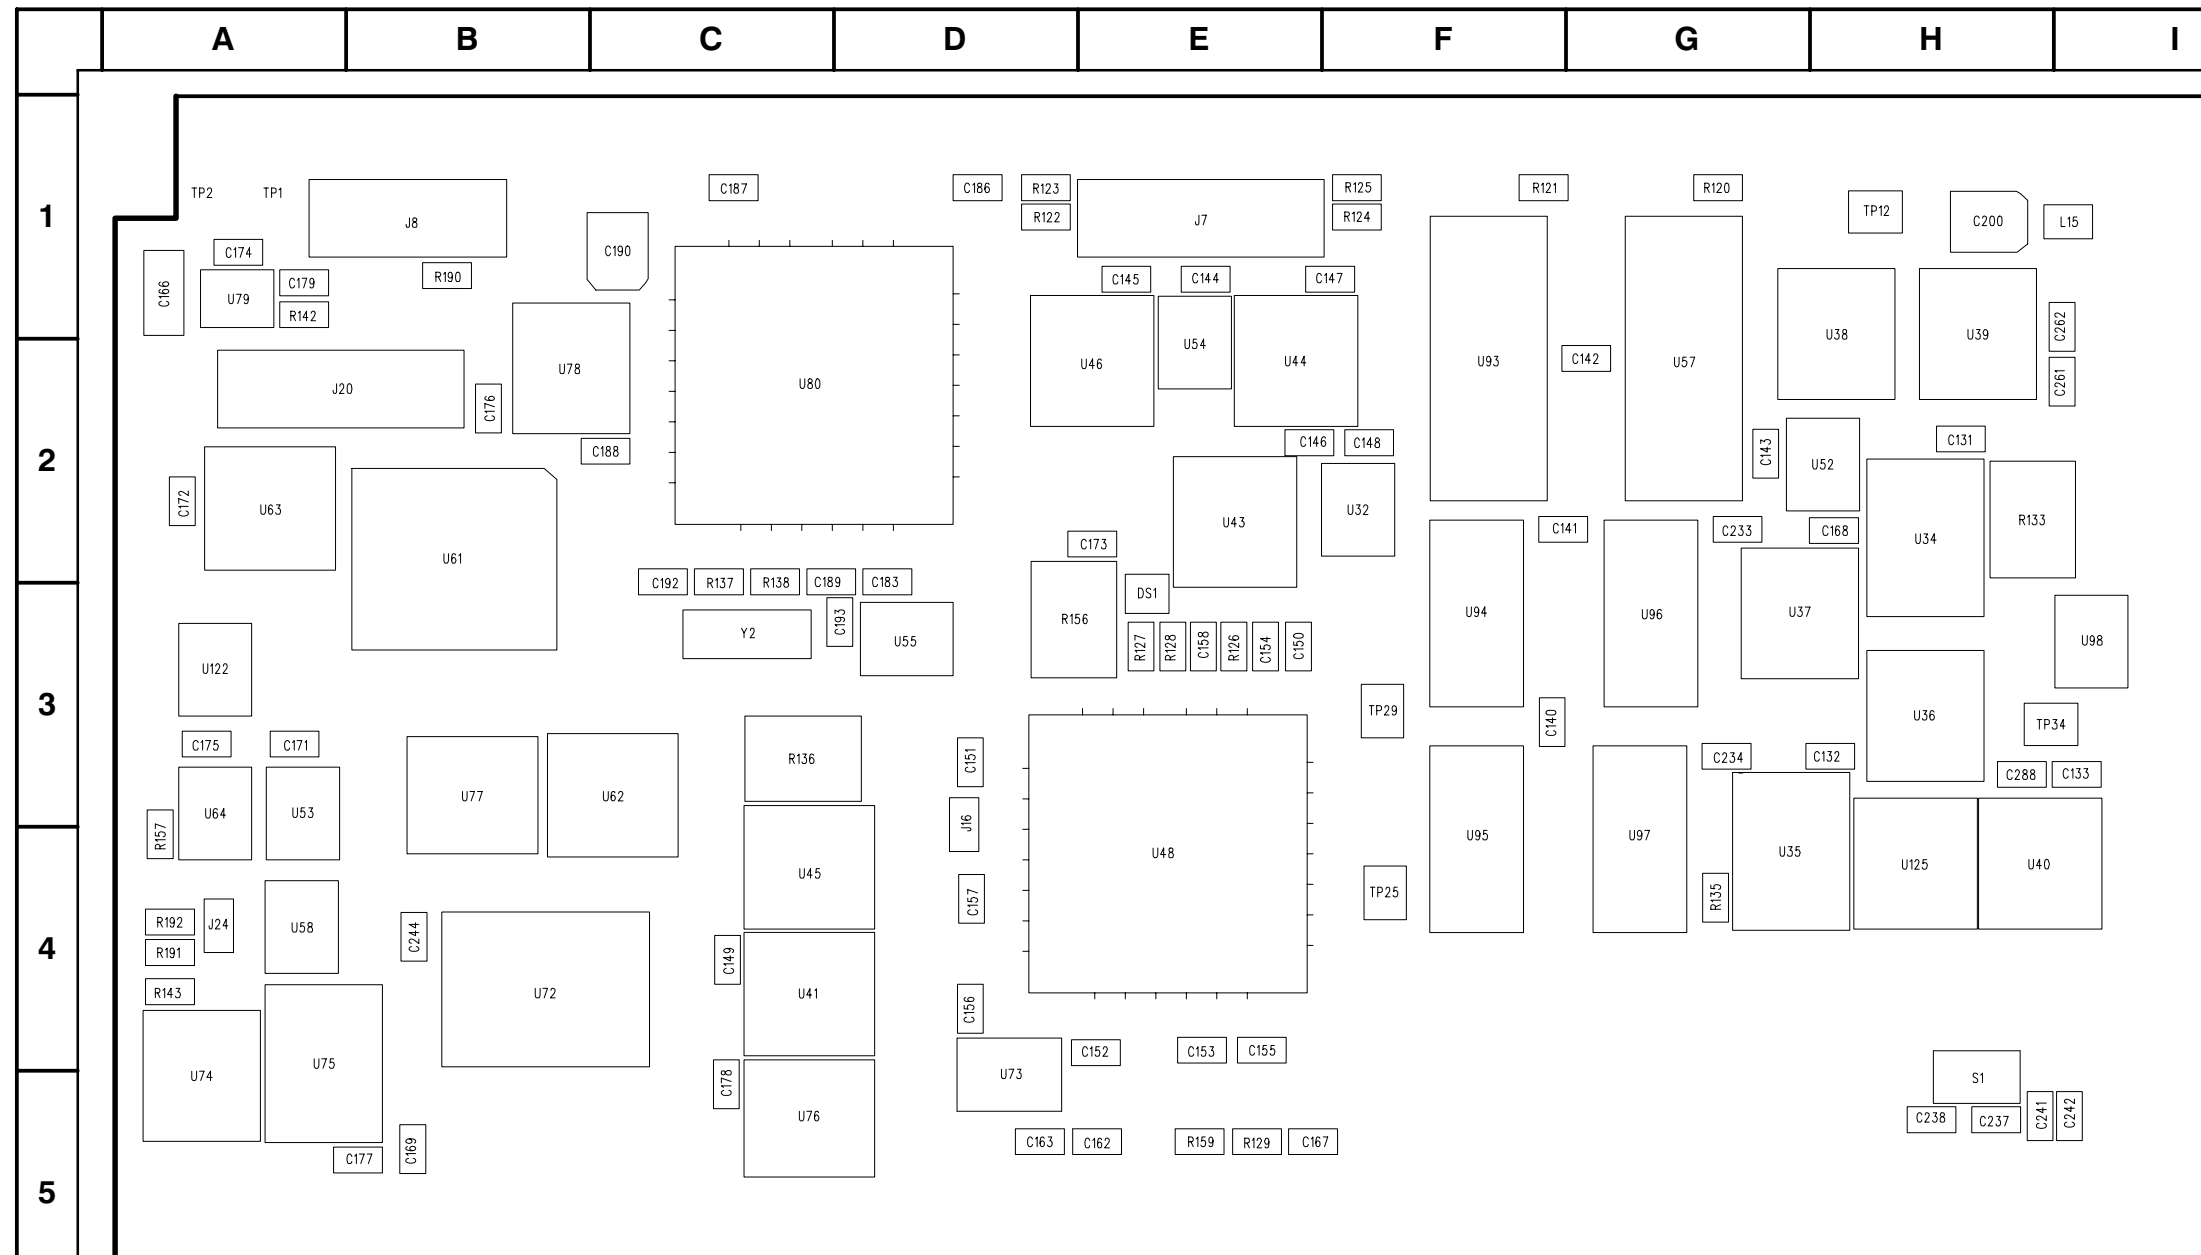 A B C D E F G H I
1
TP2 TP1 J8 C187 C186 R123 J7 R125 R121 R120 TP12 C200 L15
R122 R124
C174 C190
C166 U79 C179 R190 C145 C144 C147
R142
U38 U39 C262
2
J20 C176 U78 U80 U46 U54 U44 U93 C142 U57 C261
C188 C146 C148 C143 U52 C131
C172 U63 U61 U43 U32 C141 C233 C168 U34 R133
C173
C192 R137 R138 C189 C183 DS1
3
U122 Y2 C193 U55 R156 R127 R128 C158 R126 C154 C150 U94 U96 U37 U98
TP29 C140 U36 TP34
C175 C171 R136 C151 C234 C132 C288 C133
R157 U64 U53 U77 U62 J16
4
U45 U48 U95 U97 U35 U125 U40
R192 J24 U58 C244 C157 TP25 R135
R191 C149
R143 U72 U41 C156
C152 C153 C155
5
U74 U75 C178 U76 U73 S1
C238 C237 C241 C242
C177 C169 C163 C162 R159 R129 C167